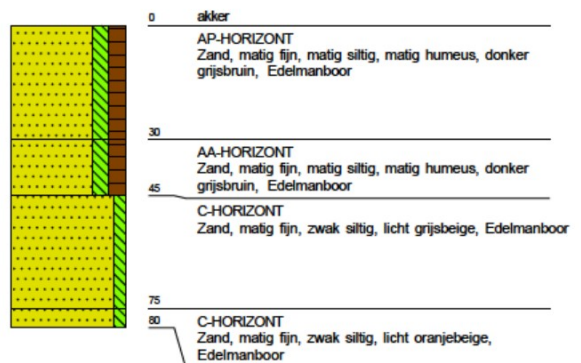 0 akker
AP-HORIZONT
Zand, matig fijn, matig siltig, matig humeus, donker
grijsbruin, Edelmanboor
30
AA-HORIZONT
Zand, matig fijn, matig siltig, matig humeus, donker
grijsbruin, Edelmanboor
45
C-HORIZONT
Zand, matig fijn, zwak siltig, licht grijsbeige, Edelmanboor
75
80
C-HORIZONT
Zand, matig fijn, zwak siltig, licht oranjebeige,
Edelmanboor